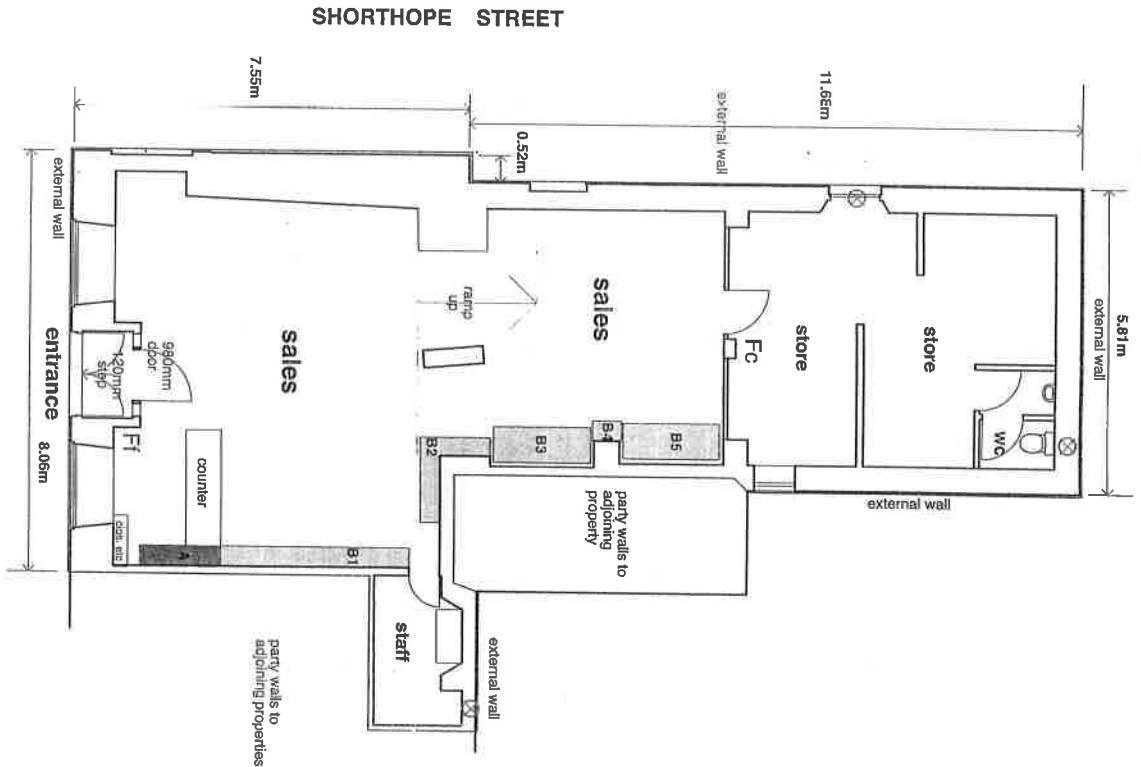 SHORTHOPE STREET
7.55m
11.68m
external wall
0.52m
external wall
5.81m
external wall
ramp
up
sales
sales
store
store
Fc
entrance
980mm
door
120mm
step
Ff
wc
8.06m
counter
B2
B3
B4
B5
external wall
party walls to
adjoining
property
A
B1
staff
external wall
party walls to
adjoining properties